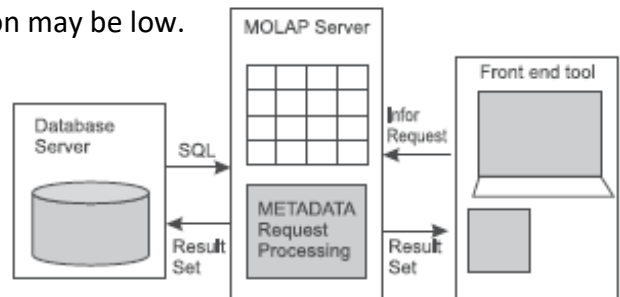 on may be low.
MOLAP Server
Front end tool
Database
Server
SQL
Infor
Request
METADATA
Request
Processing
Result
Set
Result
Set